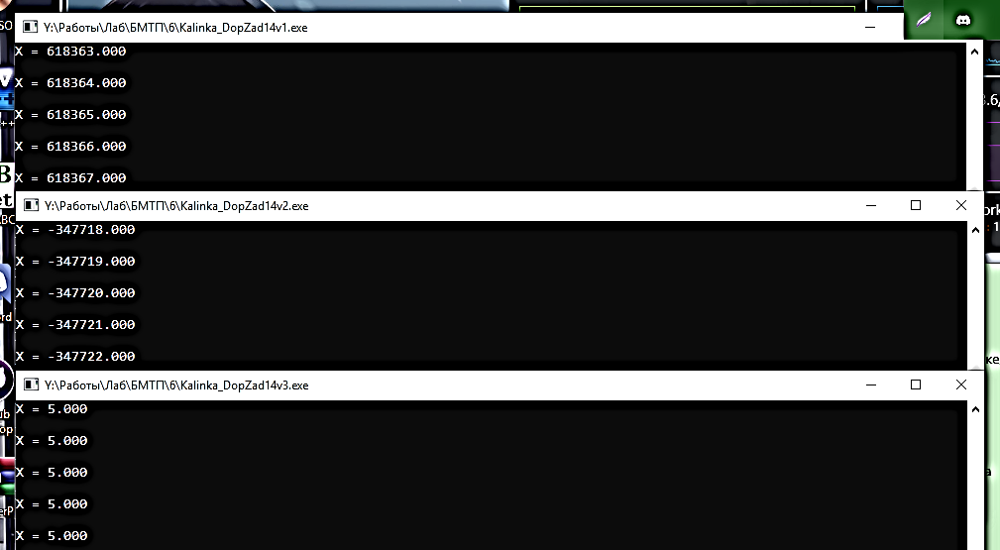 Y:\Работы\Лаб\БМТП\6\Kalinka_DopZad14v1.exe
X = 618363.000
X = 618364.000
X = 618365.000
X = 618366.000
X = 618367.000
Y:\Работы\Лаб\БМТП\6\Kalinka_DopZad14v2.exe
X = -347718.000
X = -347719.000
X = -347720.000
X = -347721.000
X = -347722.000
Y:\Работы\Лаб\БМТП\6\Kalinka_DopZad14v3.exe
X = 5.000
X = 5.000
X = 5.000
X = 5.000
X = 5.000